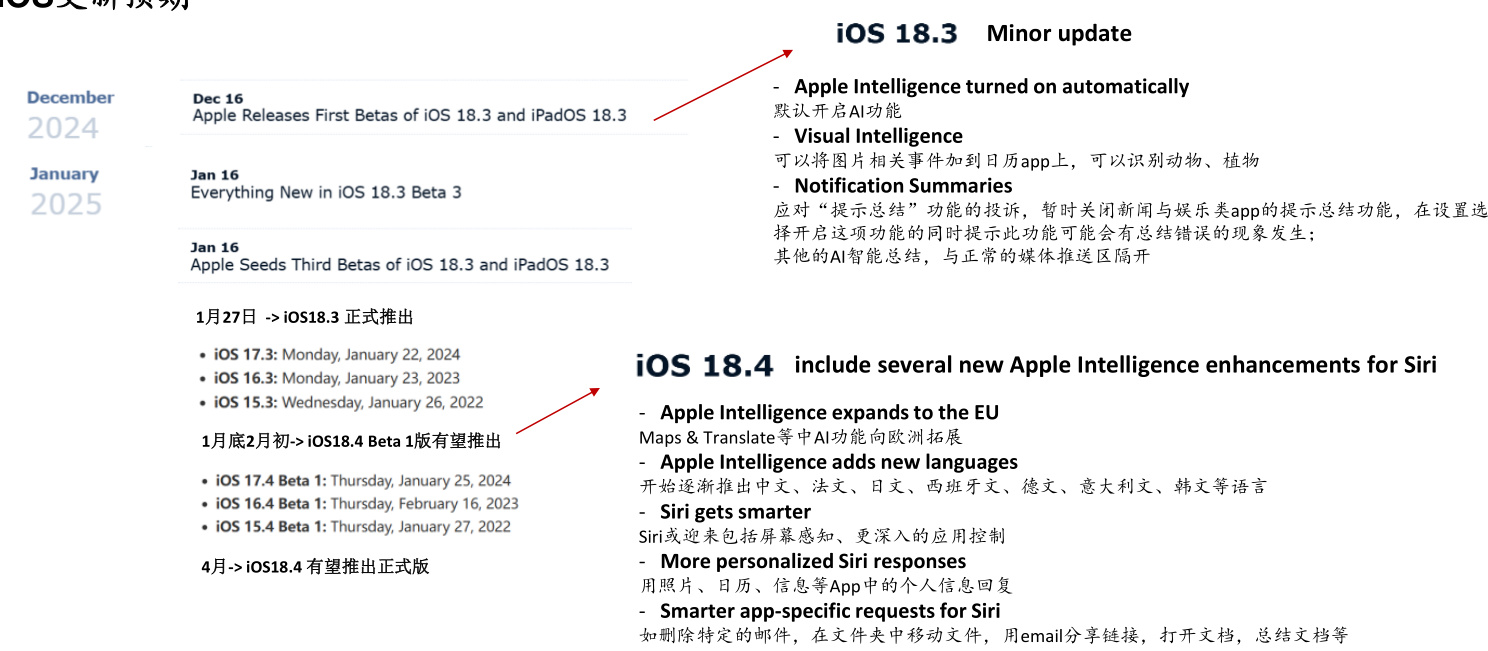 iOS更新预期
December
2024
Dec 16
Apple Releases First Betas of iOS 18.3 and iPadOS 18.3
January
2025
Jan 16
Everything New in iOS 18.3 Beta 3
Jan 16
Apple Seeds Third Betas of iOS 18.3 and iPadOS 18.3
1月27日 -> iOS18.3 正式推出
• iOS 17.3: Monday, January 22, 2024
• iOS 16.3: Monday, January 23, 2023
• iOS 15.3: Wednesday, January 26, 2022
1月底2月初-> iOS18.4 Beta 1版有望推出
• iOS 17.4 Beta 1: Thursday, January 25, 2024
• iOS 16.4 Beta 1: Thursday, February 16, 2023
• iOS 15.4 Beta 1: Thursday, January 27, 2022
4月-> iOS18.4 有望推出正式版
iOS 18.3 Minor update
- Apple Intelligence turned on automatically
默认开启AI功能
- Visual Intelligence
可以将图片相关事件加到日历app上，可以识别动物、植物
- Notification Summaries
应对“提示总结”功能的投诉，暂时关闭新闻与娱乐类app的提示总结功能，在设置选
择开启这项功能的同时提示此功能可能会有总结错误的现象发生；
其他的AI智能总结，与正常的媒体推送区隔开
iOS 18.4 include several new Apple Intelligence enhancements for Siri
- Apple Intelligence expands to the EU
Maps & Translate等中AI功能向欧洲拓展
- Apple Intelligence adds new languages
开始逐渐推出中文、法文、日文、西班牙文、德文、意大利文、韩文等语言
- Siri gets smarter
Siri或迎来包括屏幕感知、更深入的应用控制
- More personalized Siri responses
用照片、日历、信息等App中的个人信息回复
- Smarter app-specific requests for Siri
如删除特定的邮件，在文件夹中移动文件，用email分享链接，打开文档，总结文档等